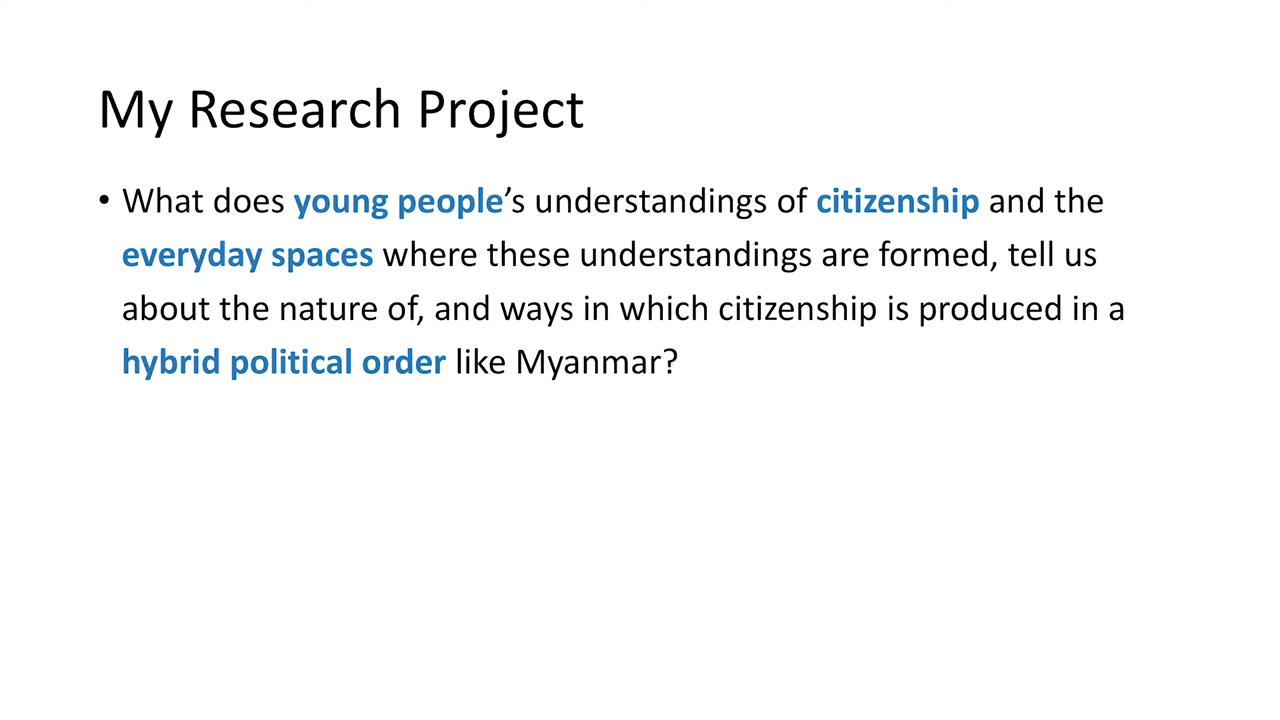 My Research Project
• What does young people's understandings of citizenship and the
everyday spaces where these understandings are formed, tell us
about the nature of, and ways in which citizenship is produced in a
hybrid political order like Myanmar?